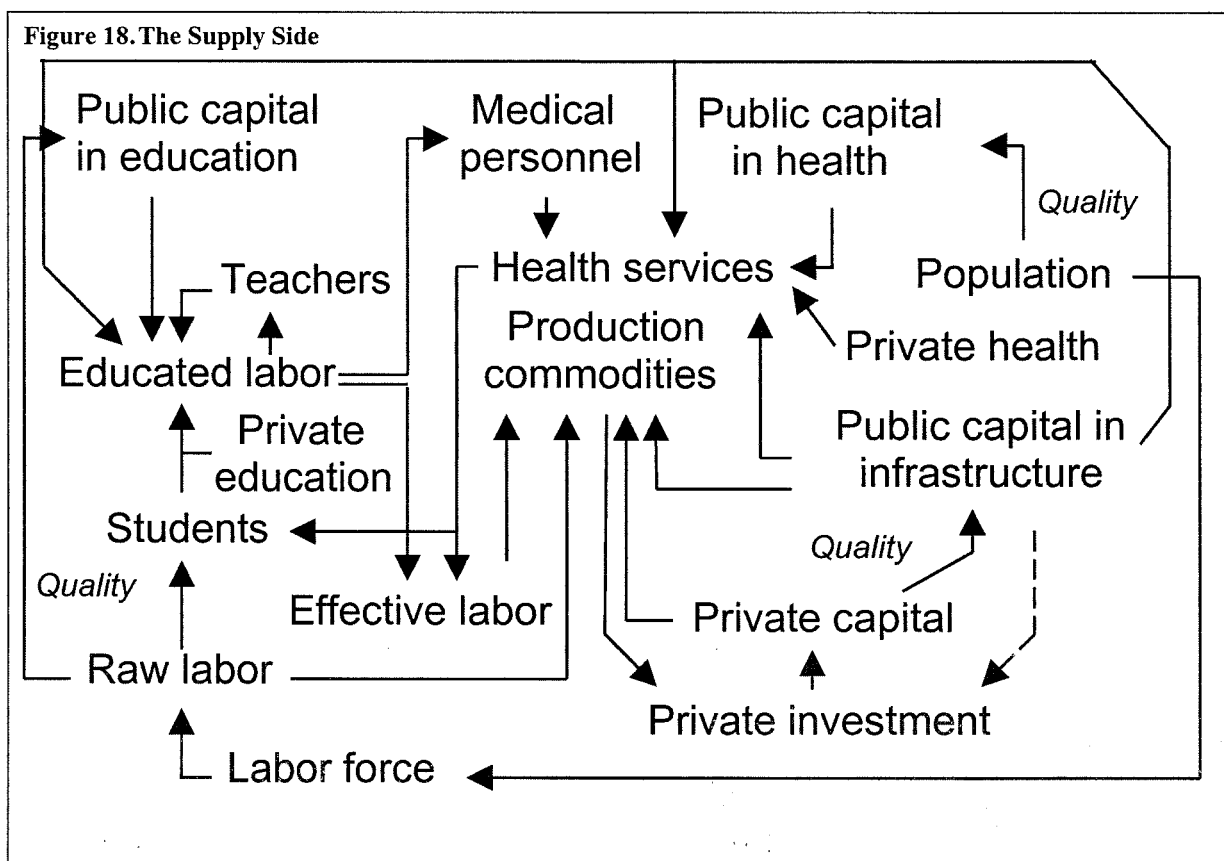 Figure 18. The Supply Side
Public capital
in education
Medical
personnel
Public capital
in health
Quality
Teachers
Health services
Population
Production
commodities
Private health
Educated labor
Private
education
Public capital in
infrastructure
Students
Quality
Quality
Effective labor
Private capital
Raw labor
Private investment
Labor force